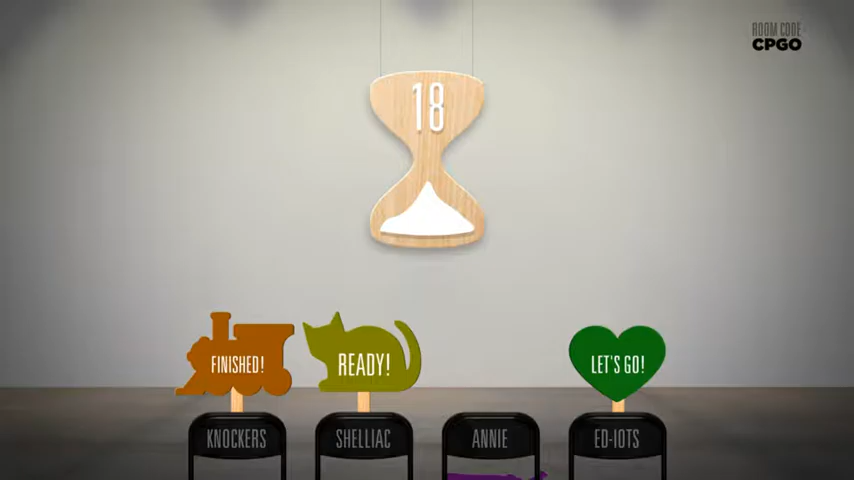 ROOM CODE
CPGO
18
FINISHED!
READY!
LET'S GO!
KNOCKERS
SHELLIAC
ANNIE
ED-IOTS